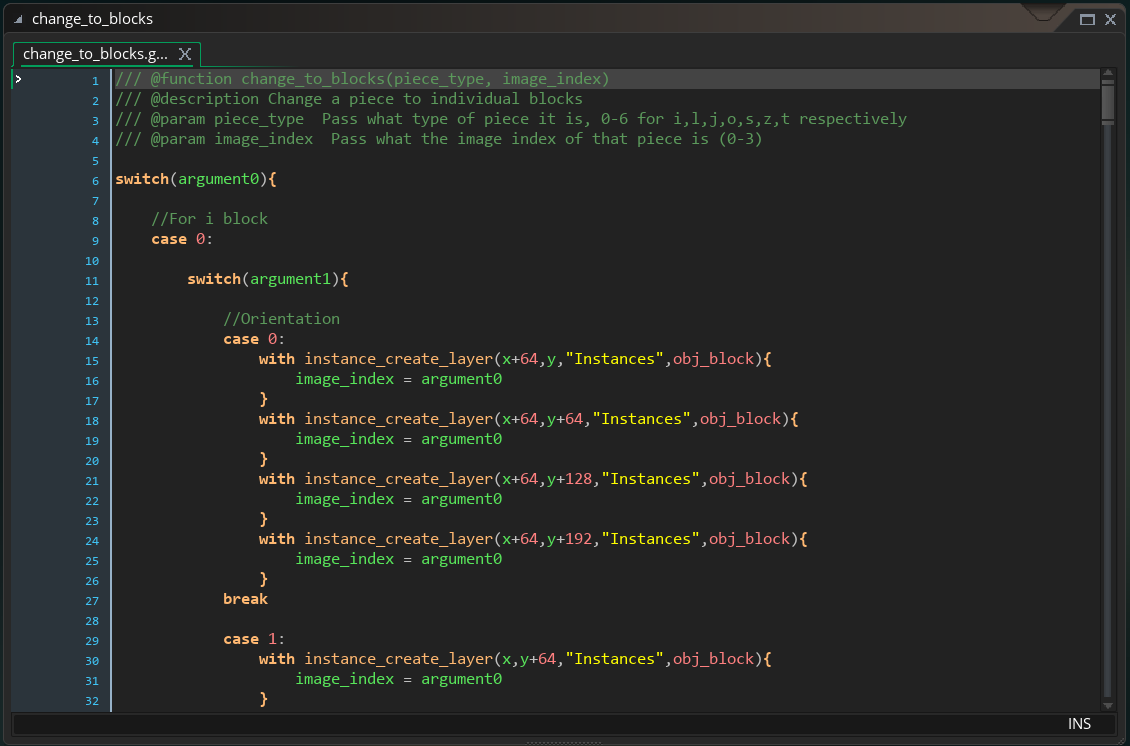 change_to_blocks
change_to_blocks.g... X
1 /// @function change_to_blocks(piece_type, image_index)
2 /// @description Change a piece to individual blocks
3 /// @param piece_type  Pass what type of piece it is, 0-6 for i,l,j,o,s,z,t respectively
4 /// @param image_index  Pass what the image index of that piece is (0-3)
5
6 switch(argument0){
7
8     //For i block
9     case 0:
10
11         switch(argument1){
12
13             //Orientation
14             case 0:
15                 with instance_create_layer(x+64,y,"Instances",obj_block){
16                     image_index = argument0
17                 }
18                 with instance_create_layer(x+64,y+64,"Instances",obj_block){
19                     image_index = argument0
20                 }
21                 with instance_create_layer(x+64,y+128,"Instances",obj_block){
22                     image_index = argument0
23                 }
24                 with instance_create_layer(x+64,y+192,"Instances",obj_block){
25                     image_index = argument0
26                 }
27             break
28
29             case 1:
30                 with instance_create_layer(x,y+64,"Instances",obj_block){
31                     image_index = argument0
32                 }
INS